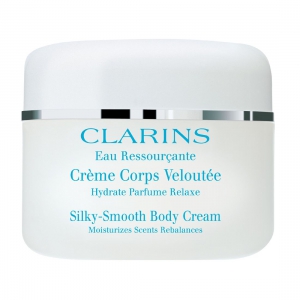 CLARINS
Eau Ressourçante
Crème Corps Veloutée
Hydrate Parfume Relaxe
Silky-Smooth Body Cream
Moisturizes Scents Rebalances